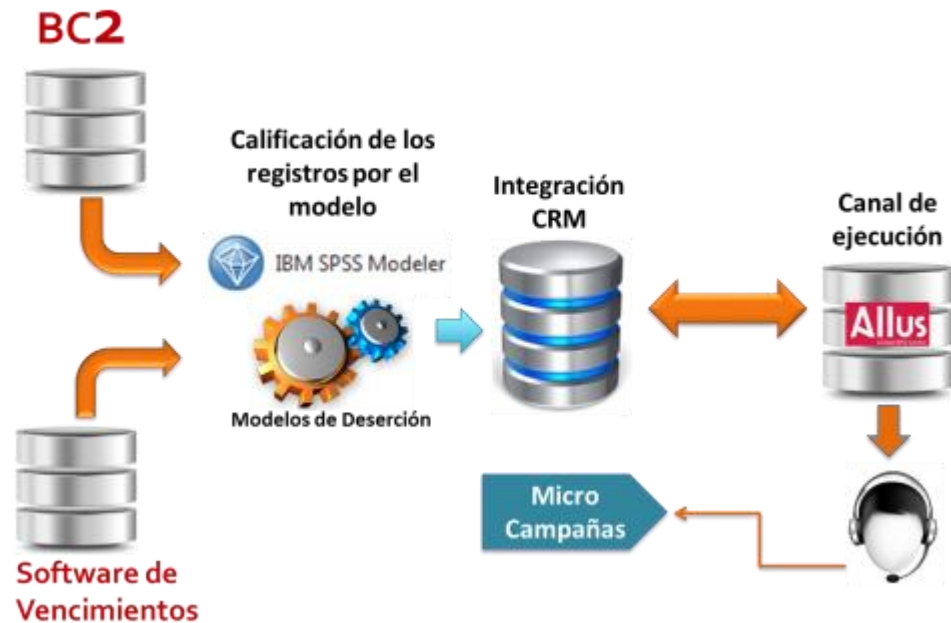 BC2
Calificación de los
registros por el
modelo
IBM SPSS Modeler
Modelos de Deserción
Integración
CRM
Canal de
ejecución
Allus
Micro
Campañas
Software de
Vencimientos